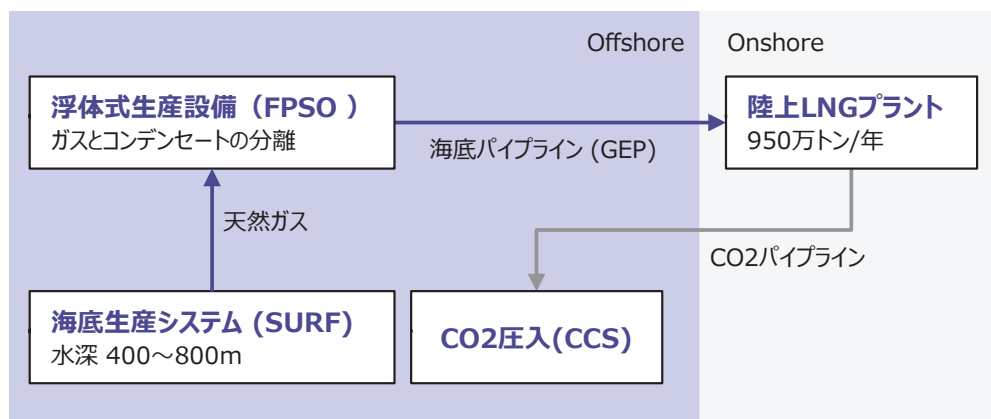 Offshore
Onshore
浮体式生産設備（FPSO ）
ガスとコンデンセートの分離
海底パイプライン (GEP)
陸上LNGプラント
950万トン/年
天然ガス
CO2パイプライン
海底生産システム (SURF)
水深 400～800m
CO2圧入(CCS)